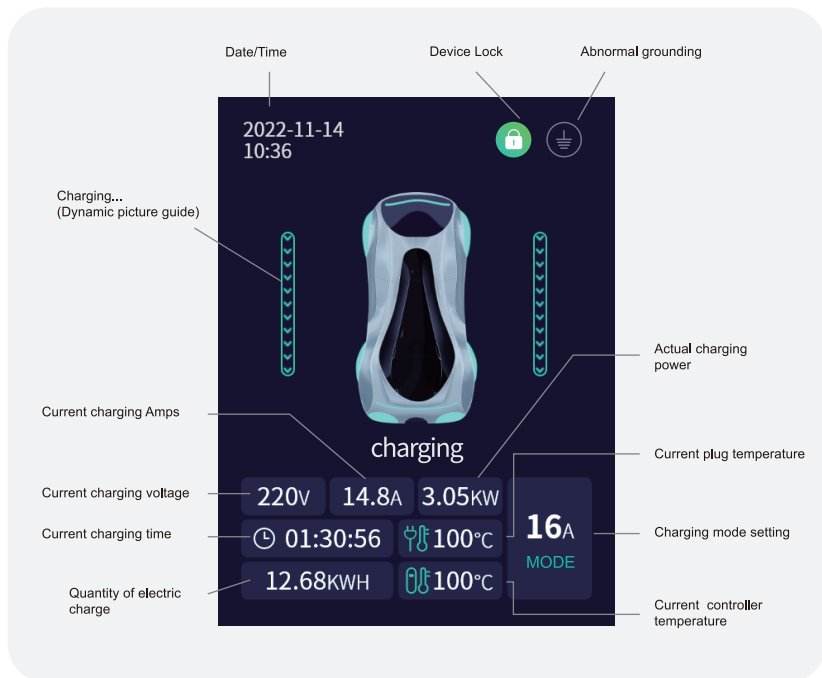 Date/Time
Device Lock
Abnormal grounding
2022-11-14
10:36
Charging...
(Dynamic picture guide)
Actual charging
power
Current charging Amps
charging
Current plug temperature
Current charging voltage
220V
14.8A
3.05KW
Current charging time
01:30:56
100°C
16A
MODE
Charging mode setting
Quantity of electric
charge
12.68KWH
100°C
Current controller
temperature